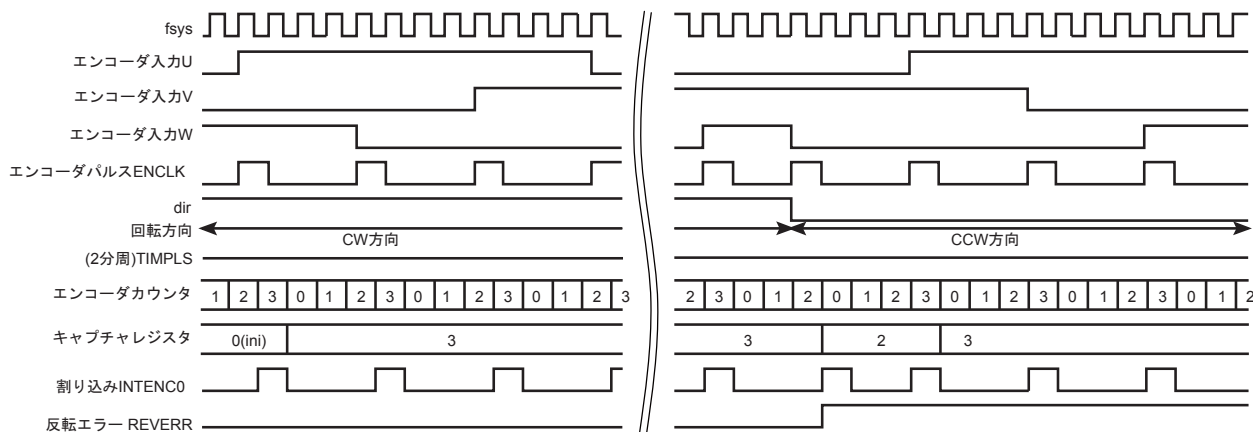 fsys
エンコーダ入力U
エンコーダ入力V
エンコーダ入力W
エンコーダパルスENCLK
dir
回転方向
CW方向
CCW方向
(2分周)TIMPLS
エンコーダカウンタ 1 2 3 0 1 2 3 0 1 2 3 0 1 2 3 2 3 0 1 2 0 1 2 3 0 1 2 3 0 1 2 3 0 1 2
キャプチャレジスタ 0(ini) 3 3 2 3
割り込みINTENC0
反転エラー REVERR